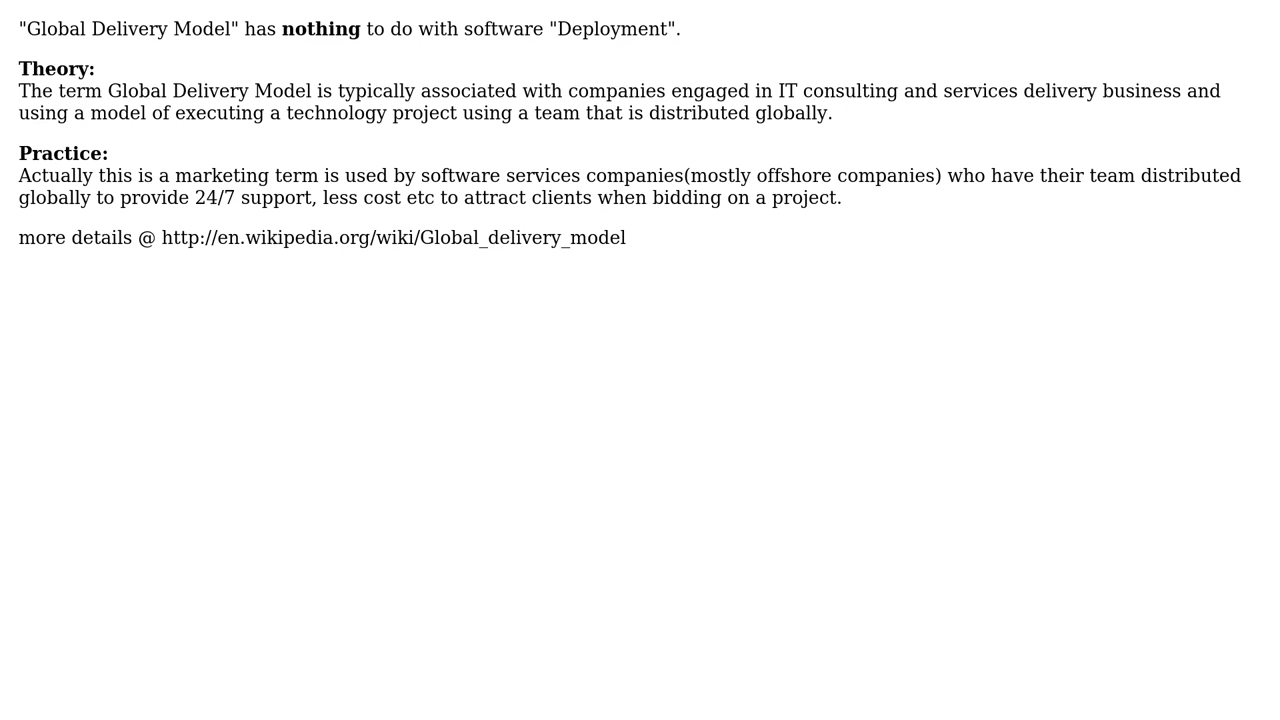 "Global Delivery Model" has nothing to do with software "Deployment".
Theory:
The term Global Delivery Model is typically associated with companies engaged in IT consulting and services delivery business and
using a model of executing a technology project using a team that is distributed globally.
Practice:
Actually this is a marketing term is used by software services companies(mostly offshore companies) who have their team distributed
globally to provide 24/7 support, less cost etc to attract clients when bidding on a project.
more details @ http://en.wikipedia.org/wiki/Global_delivery_model